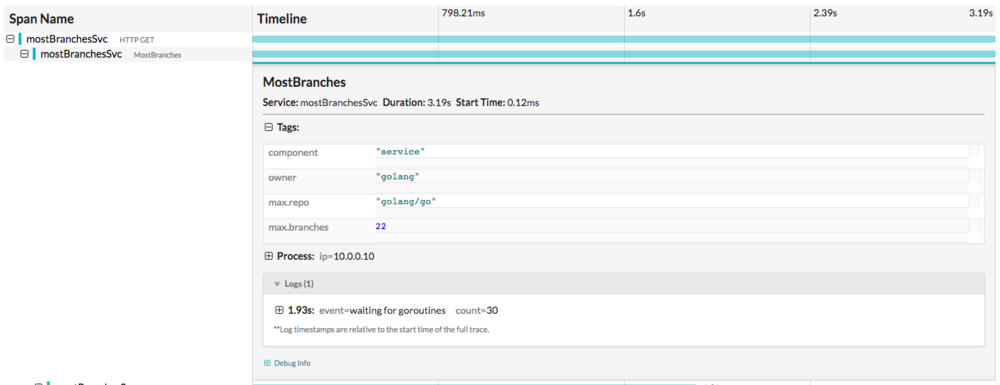 Span Name Timeline 798.21ms 1.6s 2.39s 3.19s
mostBranchesSvc HTTP GET
mostBranchesSvc MostBranches
MostBranches
Service: mostBranchesSvc Duration: 3.19s Start Time: 0.12ms
Tags:
component "service"
owner "golang"
max.repo "golang/go"
max.branches 22
Process: ip=10.0.0.10
Logs (1)
1.93s: event=waiting for goroutines count=30
**Log timestamps are relative to the start time of the full trace.
Debug Info